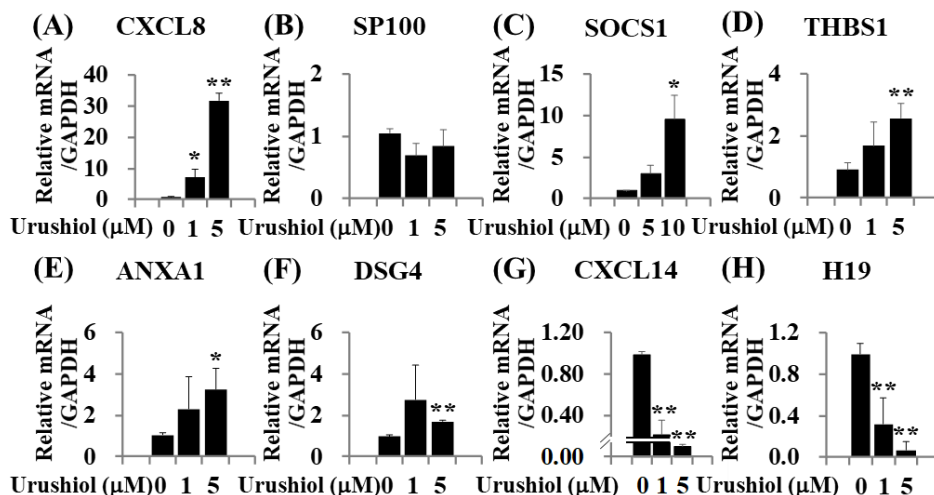 (A) CXCL8
Relative mRNA
/GAPDH
40
30
20
10
0
*
**
Urushiol (μM) 0 1 5
(B) SP100
Relative mRNA
/GAPDH
2
1
0
Urushiol (μM) 0 1 5
(C) SOCS1
Relative mRNA
/GAPDH
15
10
5
0
*
Urushiol (μM) 0 5 10
(D) THBS1
Relative mRNA
/GAPDH
4
2
0
**
Urushiol (μM) 0 1 5
(E) ANXA1
Relative mRNA
/GAPDH
6
4
2
0
*
Urushiol (μM) 0 1 5
(F) DSG4
Relative mRNA
/GAPDH
6
4
2
0
**
Urushiol (μM) 0 1 5
(G) CXCL14
Relative mRNA
/GAPDH
1.20
0.80
0.40
0.00
**
**
Urushiol (μM) 0 1 5
(H) H19
Relative mRNA
/GAPDH
1.2
0.8
0.4
0.0
**
**
Urushiol (μM) 0 1 5